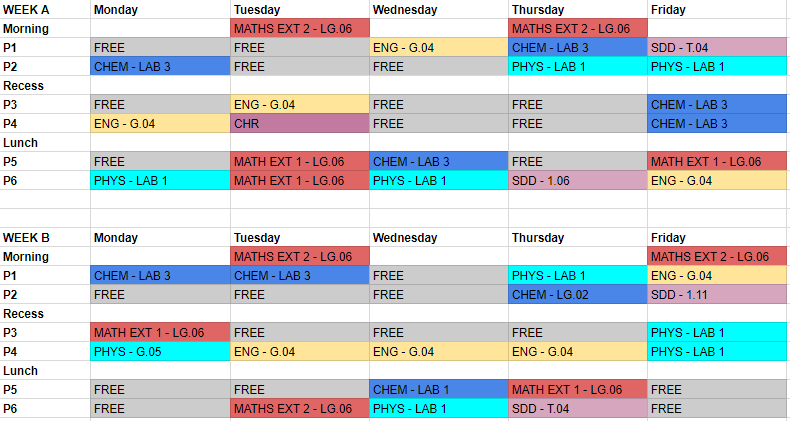 WEEK A Monday Tuesday Wednesday Thursday Friday
Morning MATHS EXT 2 - LG.06 MATHS EXT 2 - LG.06
P1 FREE FREE ENG - G.04 CHEM - LAB 3 SDD - T.04
P2 CHEM - LAB 3 FREE FREE PHYS - LAB 1 PHYS - LAB 1
Recess
P3 FREE ENG - G.04 FREE FREE CHEM - LAB 3
P4 ENG - G.04 CHR FREE FREE CHEM - LAB 3
Lunch
P5 FREE MATH EXT 1 - LG.06 CHEM - LAB 3 FREE MATH EXT 1 - LG.06
P6 PHYS - LAB 1 MATH EXT 1 - LG.06 PHYS - LAB 1 SDD - 1.06 ENG - G.04
WEEK B Monday Tuesday Wednesday Thursday Friday
Morning MATHS EXT 2 - LG.06 MATHS EXT 2 - LG.06
P1 CHEM - LAB 3 CHEM - LAB 3 FREE PHYS - LAB 1 ENG - G.04
P2 FREE FREE FREE CHEM - LG.02 SDD - 1.11
Recess
P3 MATH EXT 1 - LG.06 FREE FREE FREE PHYS - LAB 1
P4 PHYS - G.05 ENG - G.04 ENG - G.04 ENG - G.04 PHYS - LAB 1
Lunch
P5 FREE FREE CHEM - LAB 1 MATH EXT 1 - LG.06 FREE
P6 FREE MATHS EXT 2 - LG.06 PHYS - LAB 1 SDD - T.04 FREE